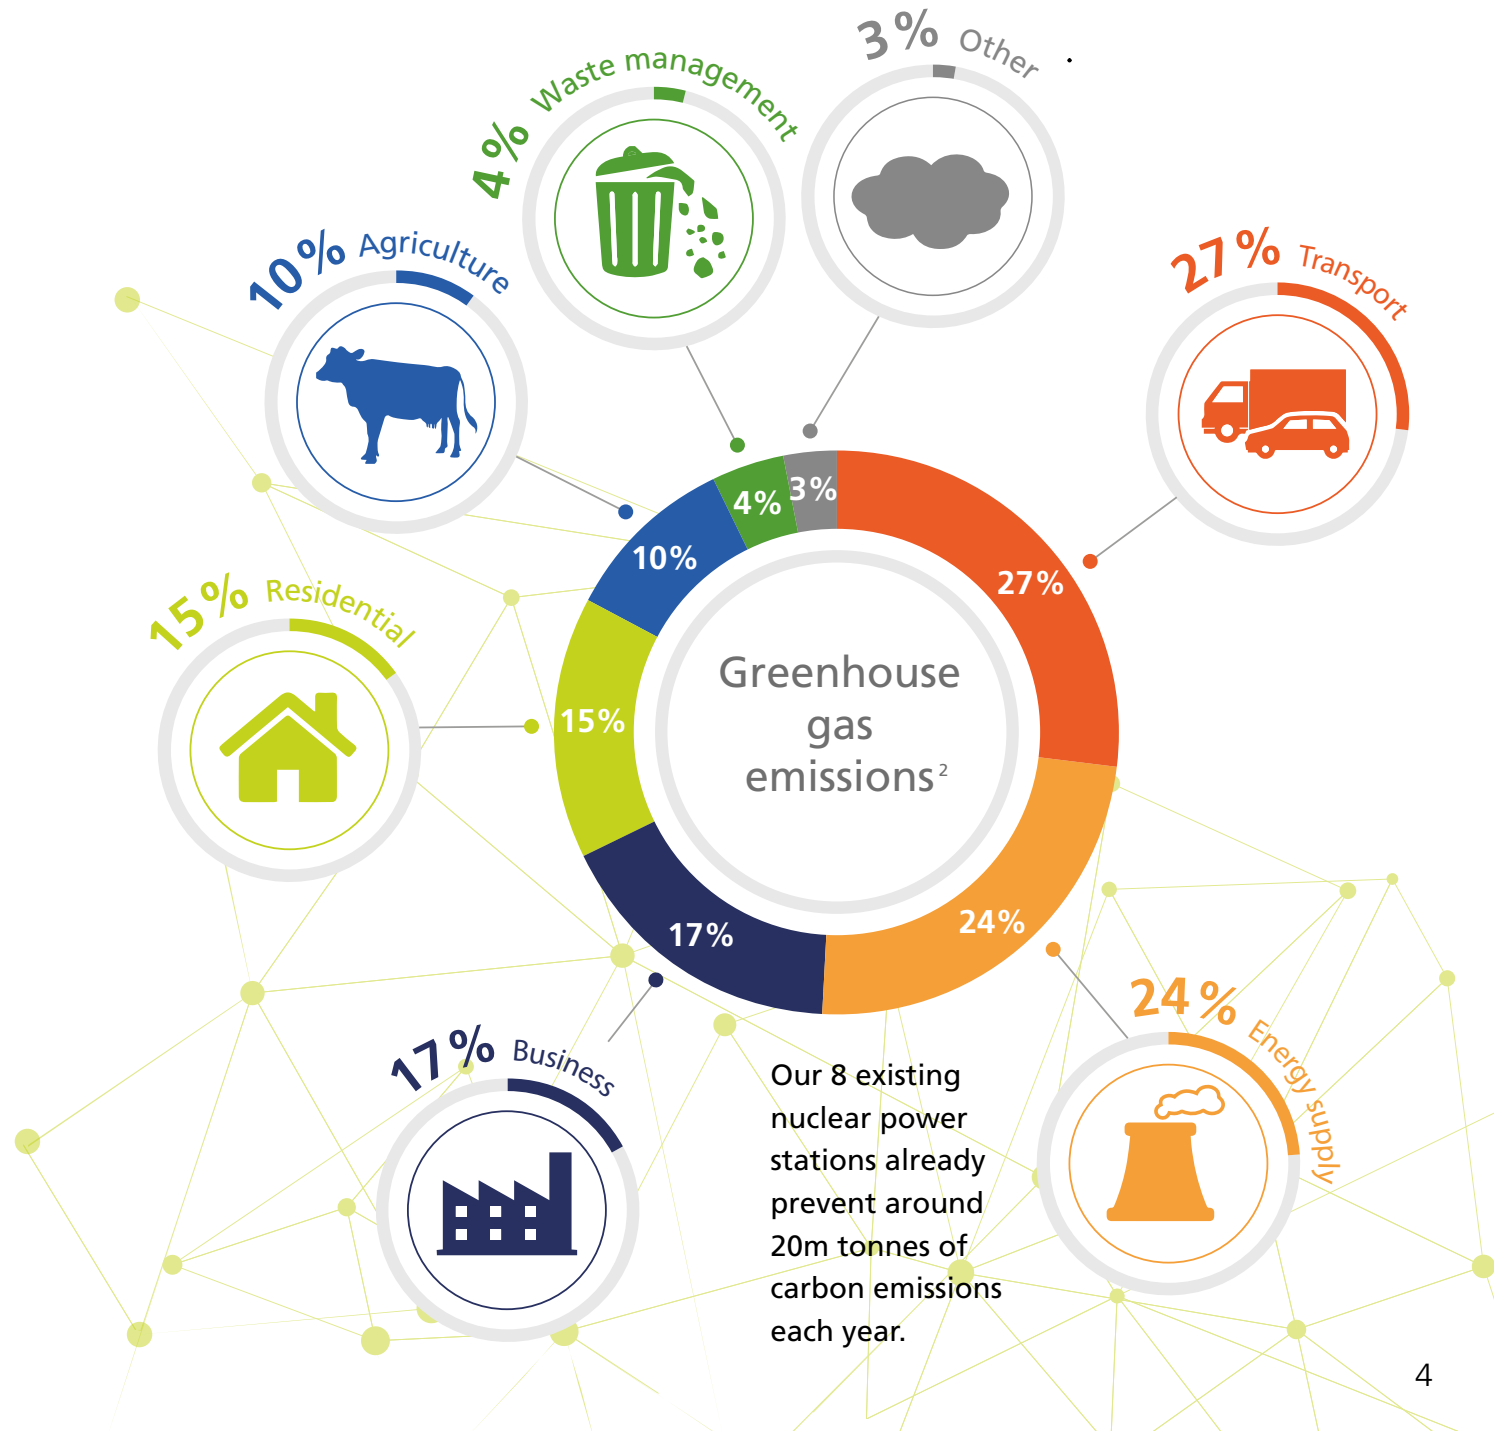 3% Other
4% Waste management
10% Agriculture
27% Transport
15% Residential
3%
4%
10%
27%
15%
Greenhouse
gas
emissions²
24%
17%
24% Energy supply
17% Business
Our 8 existing
nuclear power
stations already
prevent around
20m tonnes of
carbon emissions
each year.
4